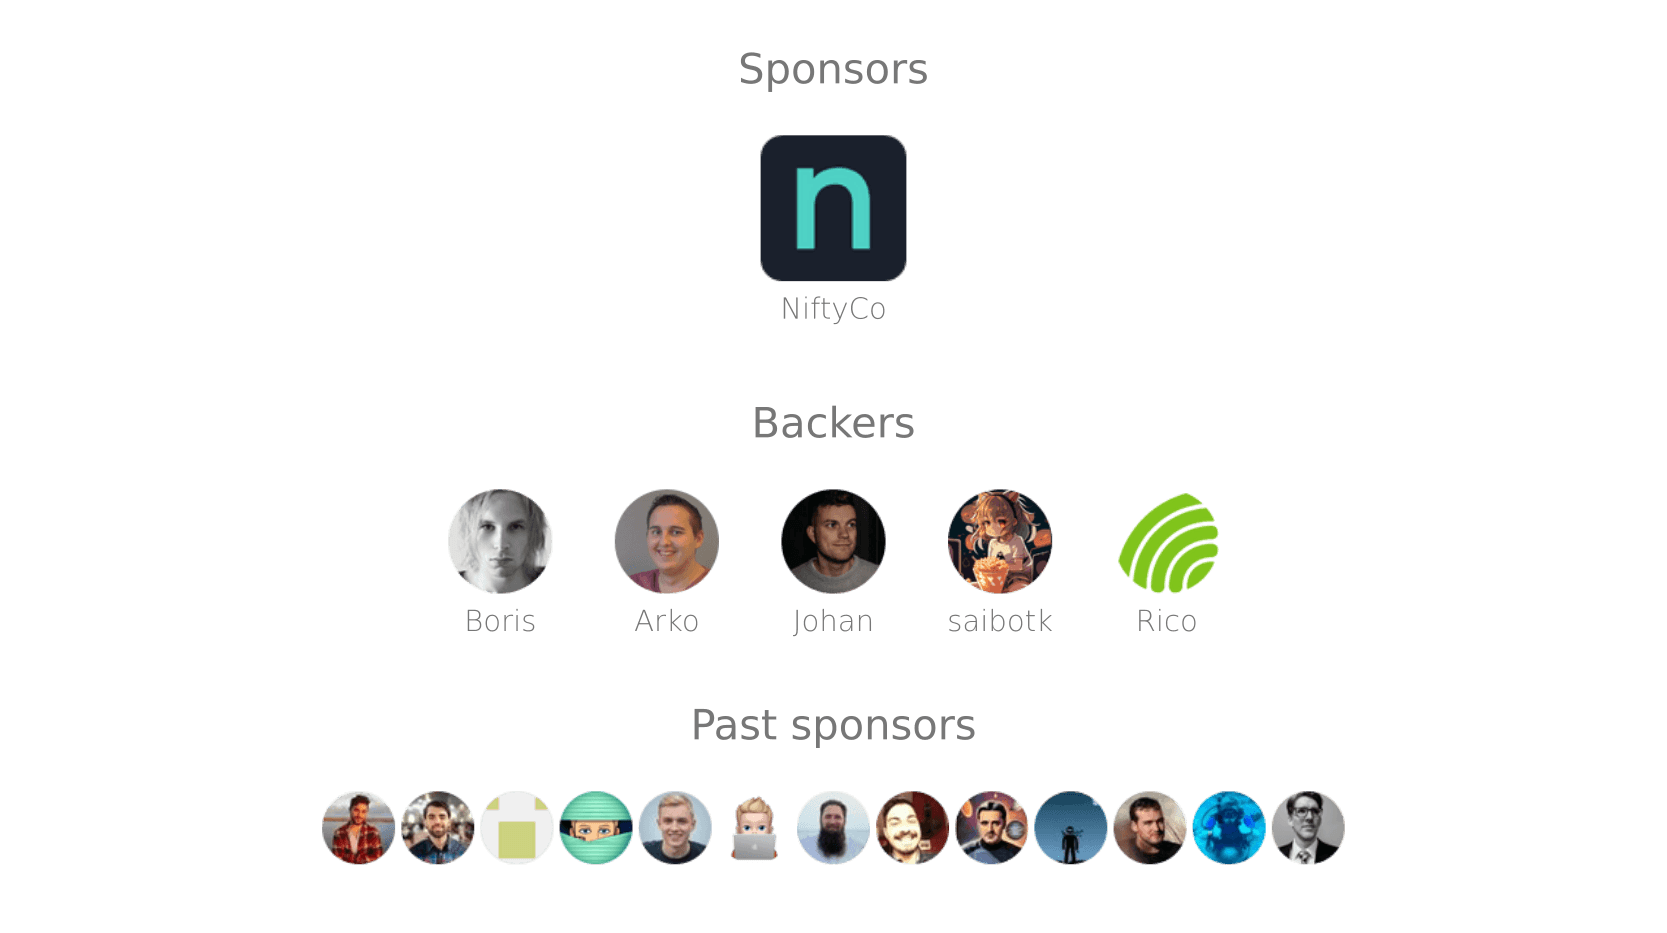 Sponsors
n
NiftyCo
Backers
Boris Arko Johan saibotk Rico
Past sponsors